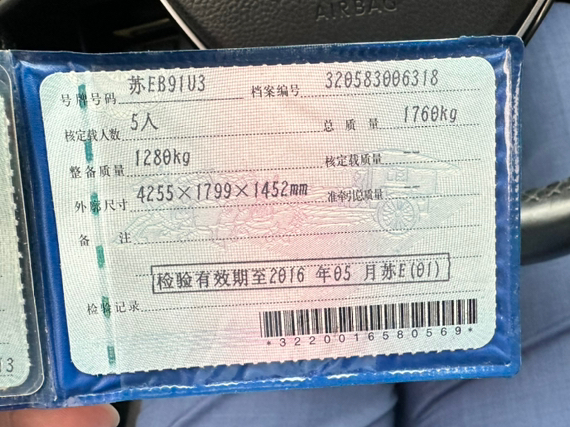 AIRBAG
号牌号码 苏EB91U3 档案编号 320583006318
核定载人数 5人 总质量 1760kg
整备质量 1280kg 核定载质量 --
外廓尺寸 4255×1799×1452mm 准牵引总质量 --
备注
检验有效期至2016 年05 月苏E(01)
检验记录
*3220016580569*
13